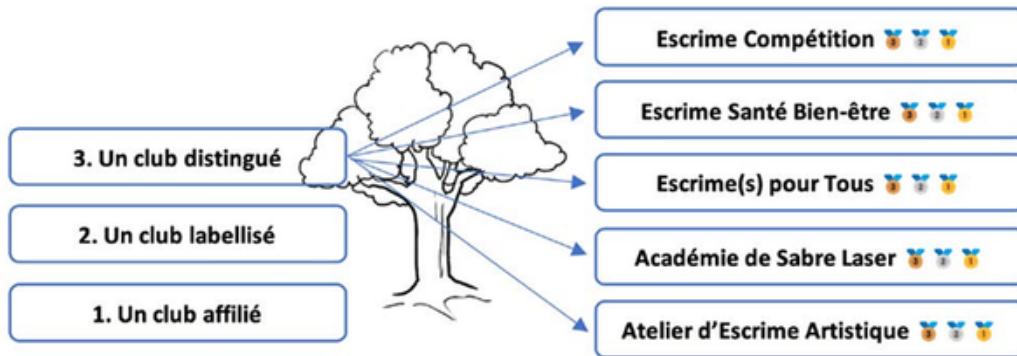 3. Un club distingué
2. Un club labellisé
1. Un club affilié
Escrime Compétition 🥉 🥈 🥇
Escrime Santé Bien-être 🥉 🥈 🥇
Escrime(s) pour Tous 🥉 🥈 🥇
Académie de Sabre Laser 🥉 🥈 🥇
Atelier d’Escrime Artistique 🥉 🥈 🥇